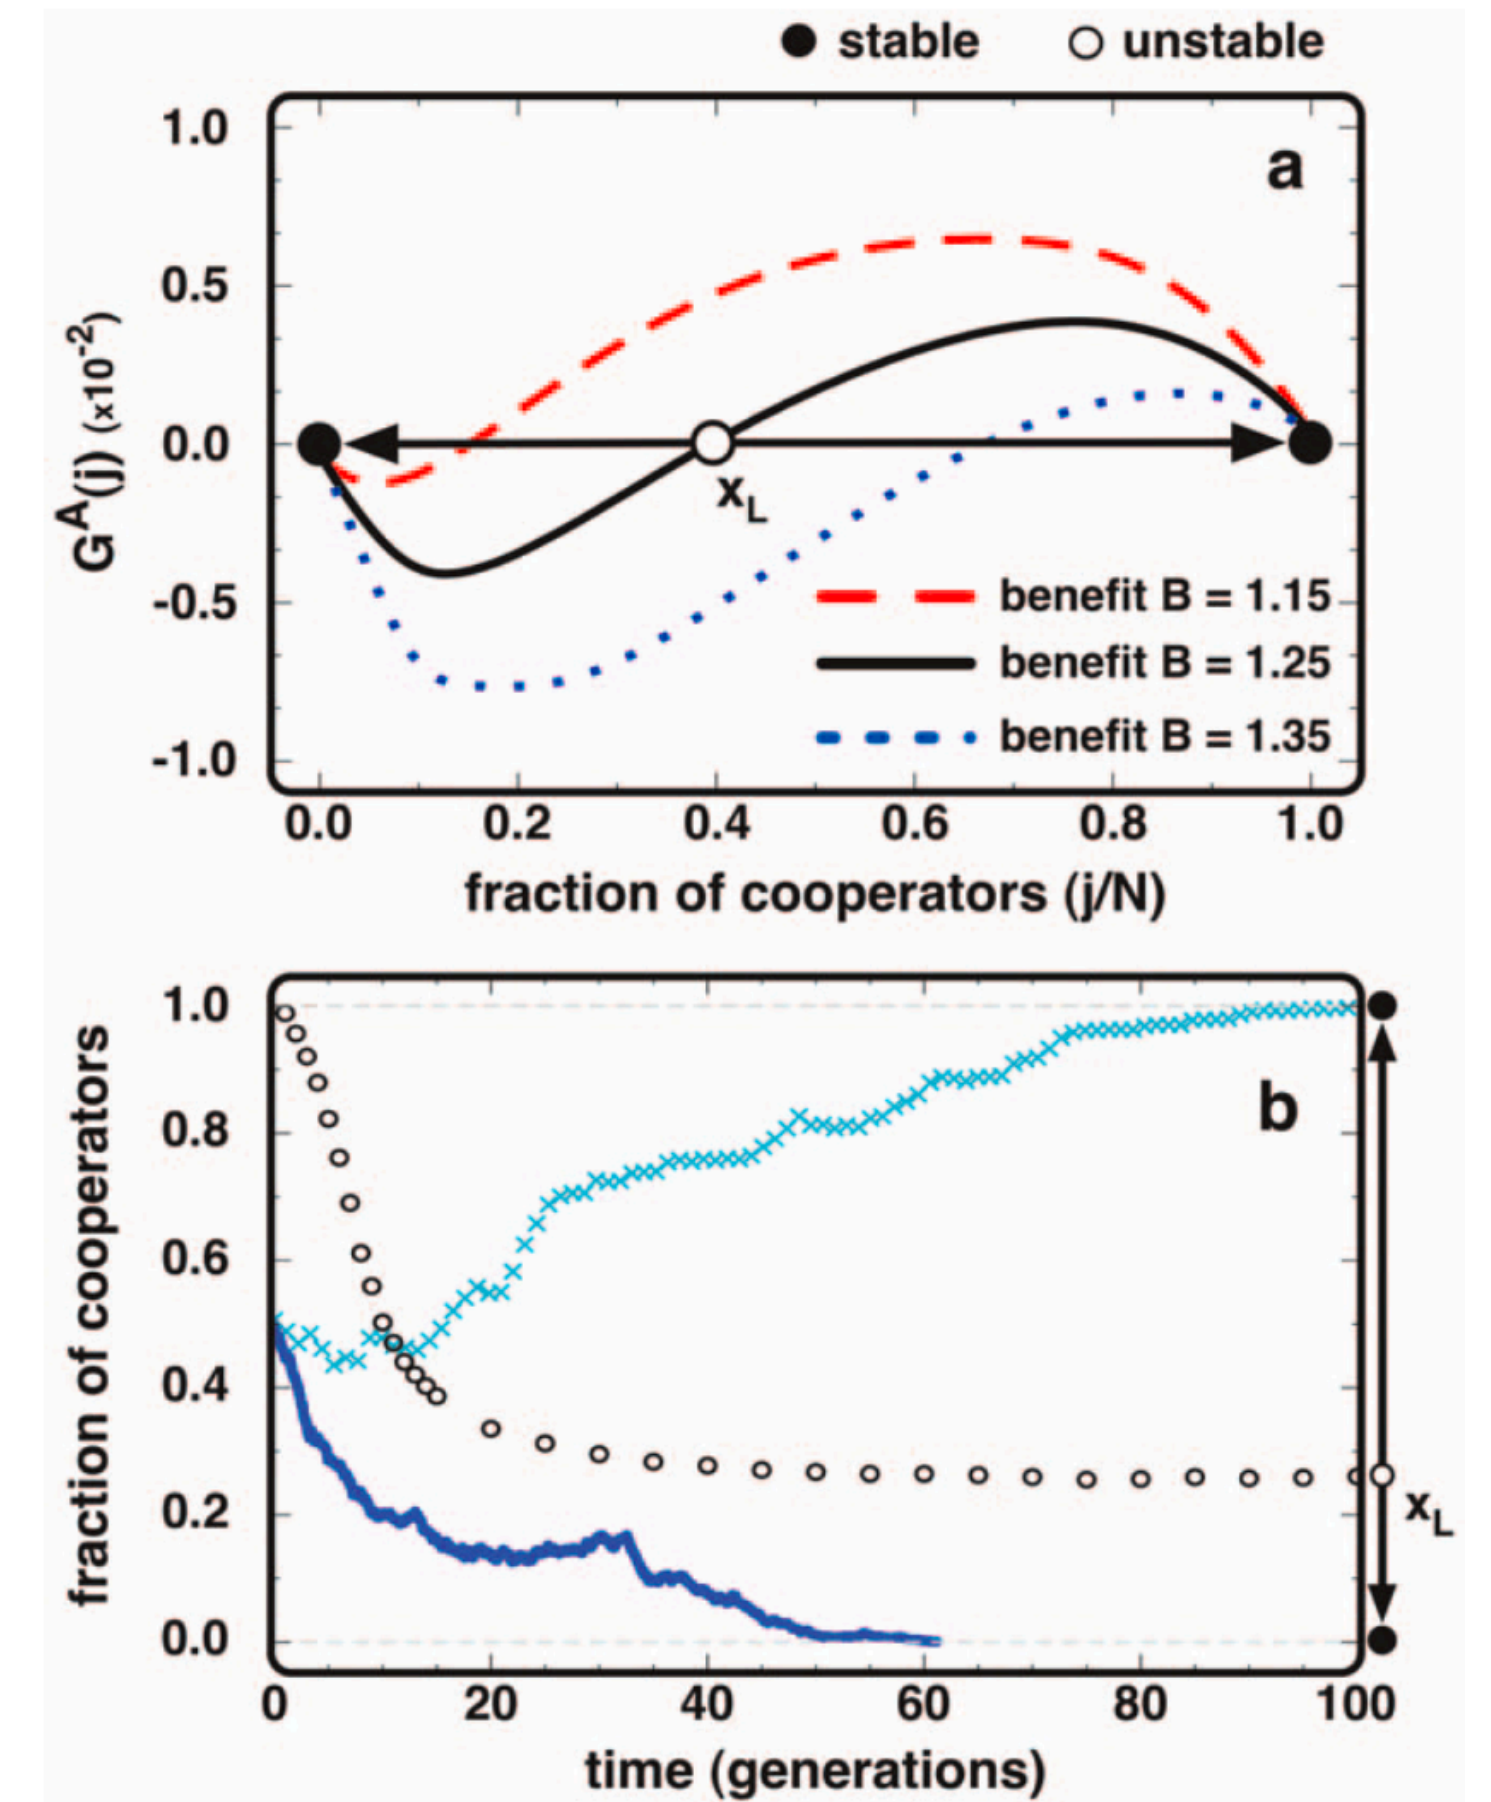 stable unstable
a
1.0
0.5
0.0
-0.5
-1.0
G^A(j) (x10^-2)
x_L
benefit B = 1.15
benefit B = 1.25
benefit B = 1.35
0.0 0.2 0.4 0.6 0.8 1.0
fraction of cooperators (j/N)
b
1.0
0.8
0.6
0.4
0.2
0.0
fraction of cooperators
x_L
0 20 40 60 80 100
time (generations)